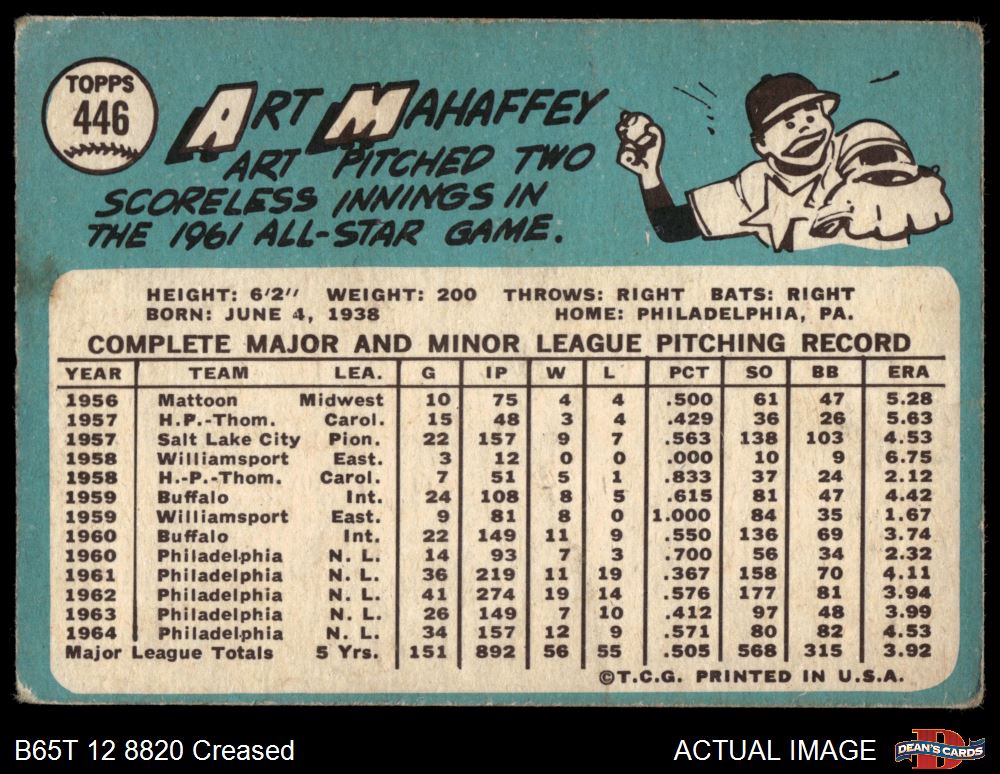 TOPPS
446
ART MAHAFFEY
ART PITCHED TWO
SCORELESS INNINGS IN
THE 1961 ALL-STAR GAME.
HEIGHT: 6'2" WEIGHT: 200 THROWS: RIGHT BATS: RIGHT
BORN: JUNE 4, 1938 HOME: PHILADELPHIA, PA.
COMPLETE MAJOR AND MINOR LEAGUE PITCHING RECORD
YEAR TEAM LEA. G IP W L PCT SO BB ERA
1956 Mattoon Midwest 10 75 4 4 .500 61 47 5.28
1957 H.P.-Thom. Carol. 15 48 3 4 .429 36 26 5.63
1957 Salt Lake City Pion. 22 157 9 7 .563 138 103 4.53
1958 Williamsport East. 3 12 0 0 .000 10 9 6.75
1958 H.-P.-Thom. Carol. 7 51 5 1 .833 37 24 2.12
1959 Buffalo Int. 24 108 8 5 .615 81 47 4.42
1959 Williamsport East. 9 81 8 0 1.000 84 35 1.67
1960 Buffalo Int. 22 149 11 9 .550 136 69 3.74
1960 Philadelphia N. L. 14 93 7 3 .700 56 34 2.32
1961 Philadelphia N. L. 36 219 11 19 .367 158 70 4.11
1962 Philadelphia N. L. 41 274 19 14 .576 177 81 3.94
1963 Philadelphia N. L. 26 149 7 10 .412 97 48 3.99
1964 Philadelphia N. L. 34 157 12 9 .571 80 82 4.53
Major League Totals 5 Yrs. 151 892 56 55 .505 568 315 3.92
©T.C.G. PRINTED IN U.S.A.
B65T 12 8820 Creased ACTUAL IMAGE
DEAN'S CARDS